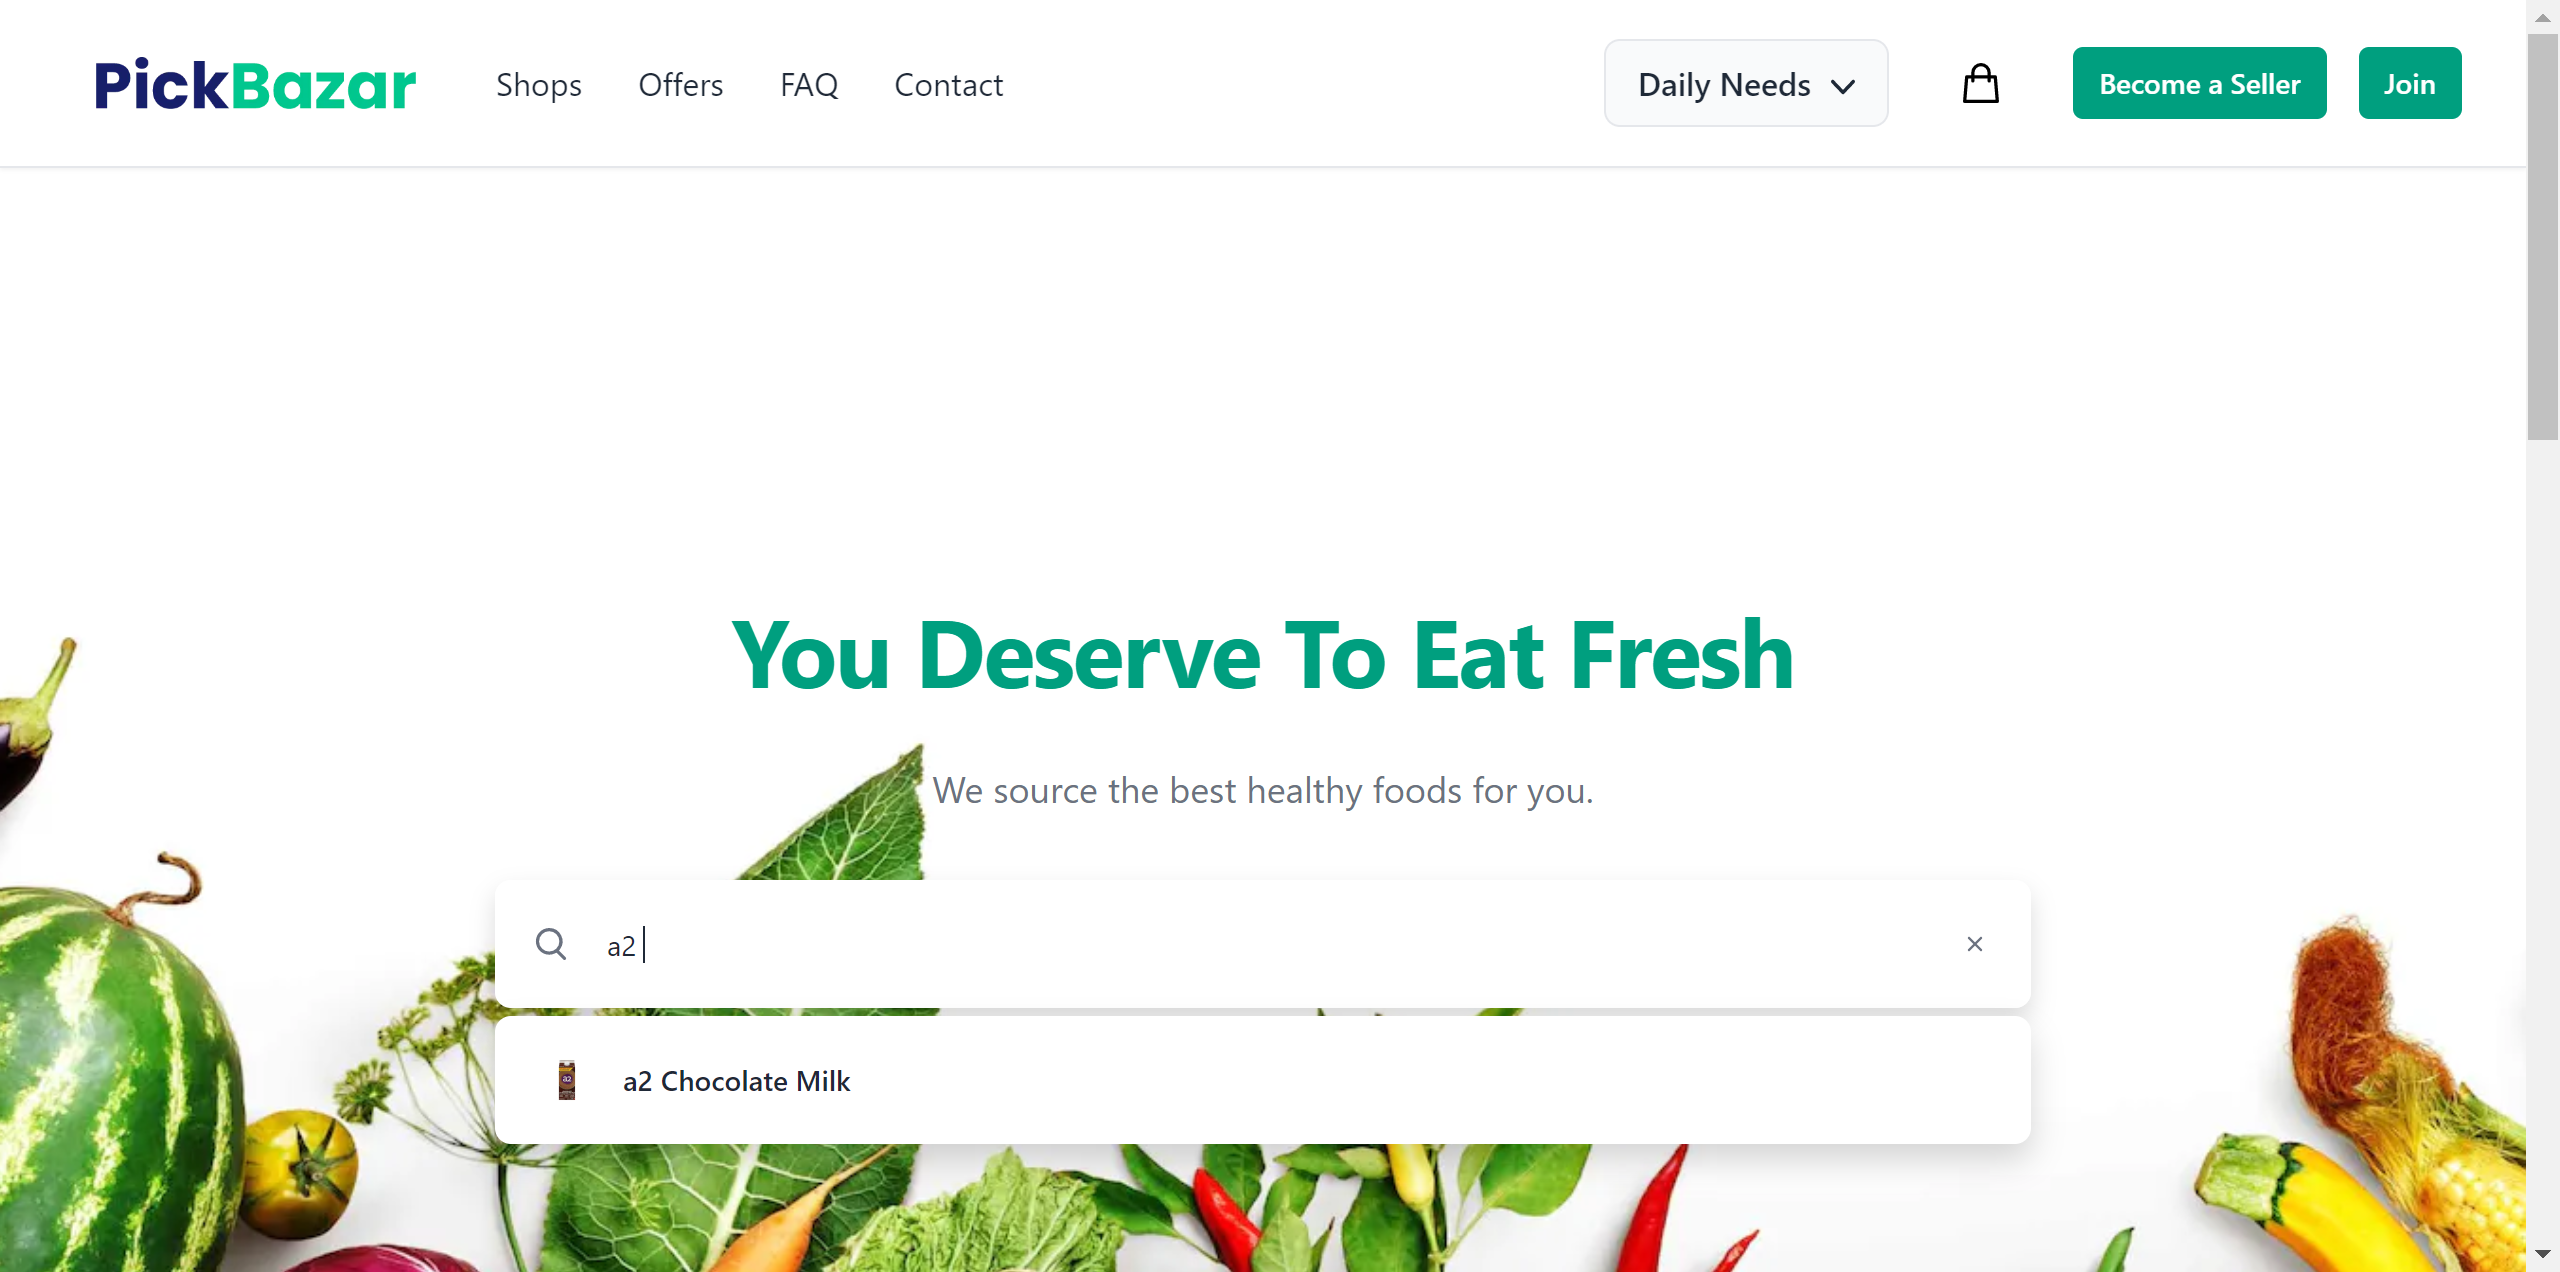 PickBazar Shops Offers FAQ Contact Daily Needs Become a Seller Join
You Deserve To Eat Fresh
We source the best healthy foods for you.
a2
a2 Chocolate Milk